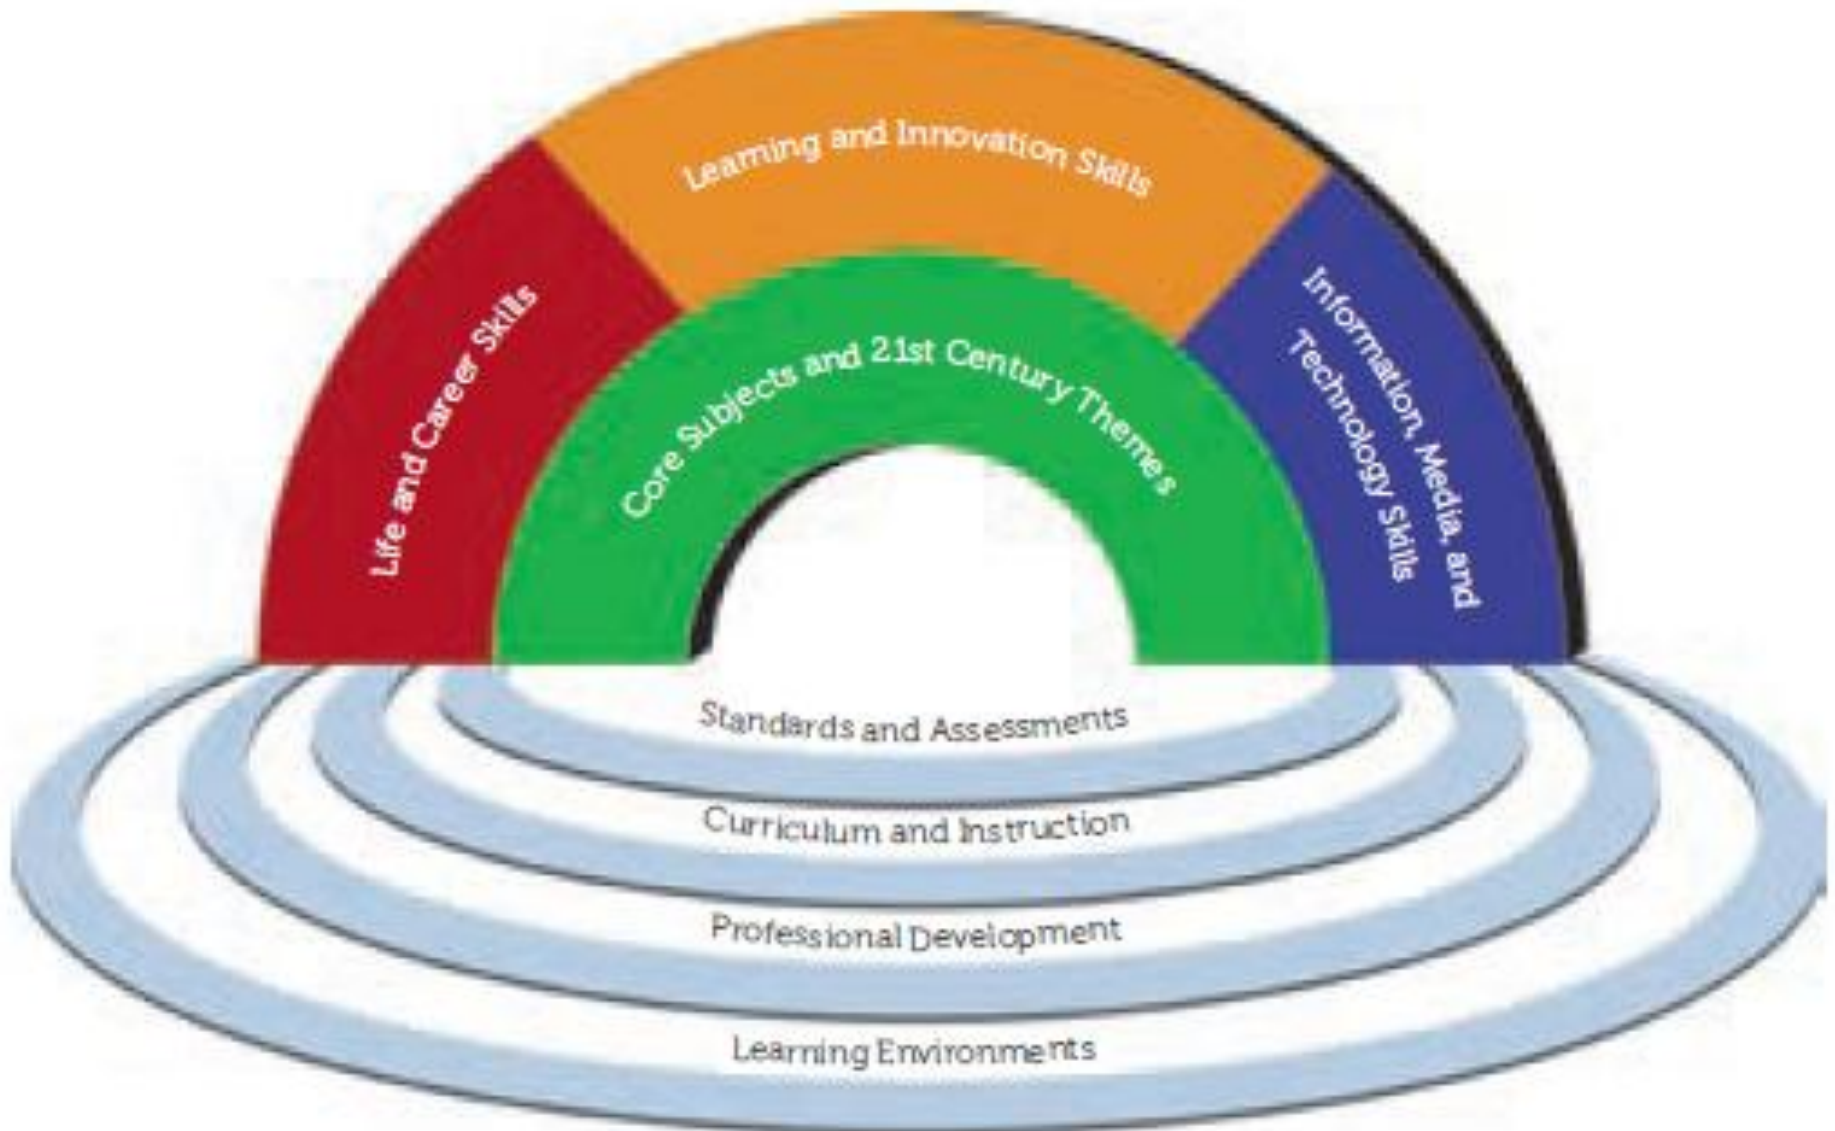 Learning and Innovation Skills
Life and Career Skills
Core Subjects and 21st Century Themes
Information, Media, and
Technology Skills
Standards and Assessments
Curriculum and Instruction
Professional Development
Learning Environments